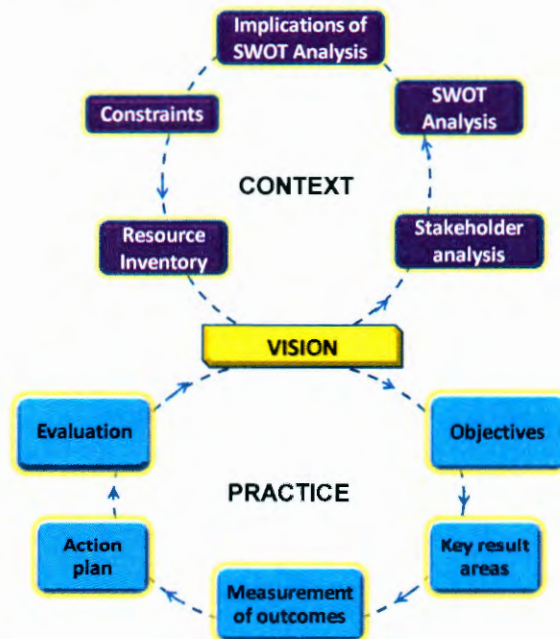 Implications of
SWOT Analysis
Constraints
SWOT
Analysis
CONTEXT
Resource
Inventory
Stakeholder
analysis
VISION
Evaluation
Objectives
PRACTICE
Action
plan
Key result
areas
Measurement
of outcomes